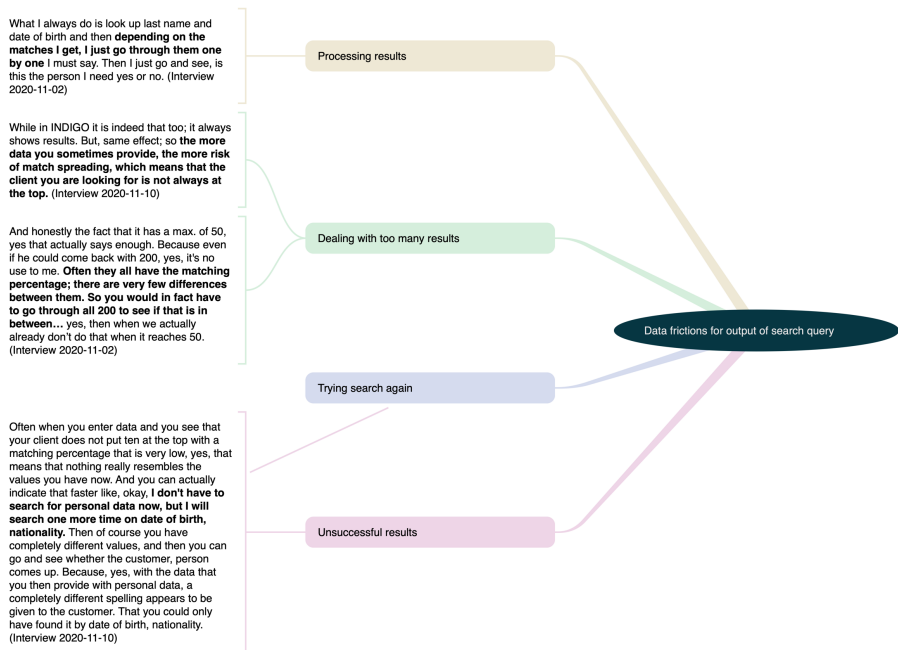 What I always do is look up last name and
date of birth and then depending on the
matches I get, I just go through them one
by one I must say. Then I just go and see, is
this the person I need yes or no. (Interview
2020-11-02)
Processing results
While in INDIGO it is indeed that too; it always
shows results. But, same effect; so the more
data you sometimes provide, the more risk
of match spreading, which means that the
client you are looking for is not always at
the top. (Interview 2020-11-10)
And honestly the fact that it has a max. of 50,
yes that actually says enough. Because even
if he could come back with 200, yes, it's no
use to me. Often they all have the matching
percentage; there are very few differences
between them. So you would in fact have
to go through all 200 to see if that is in
between… yes, then when we actually
already don't do that when it reaches 50.
(Interview 2020-11-02)
Dealing with too many results
Data frictions for output of search query
Trying search again
Often when you enter data and you see that
your client does not put ten at the top with a
matching percentage that is very low, yes, that
means that nothing really resembles the
values you have now. And you can actually
indicate that faster like, okay, I don't have to
search for personal data now, but I will
search one more time on date of birth,
nationality. Then of course you have
completely different values, and then you can
go and see whether the customer, person
comes up. Because, yes, with the data that
you then provide with personal data, a
completely different spelling appears to be
given to the customer. That you could only
have found it by date of birth, nationality.
(Interview 2020-11-10)
Unsuccessful results